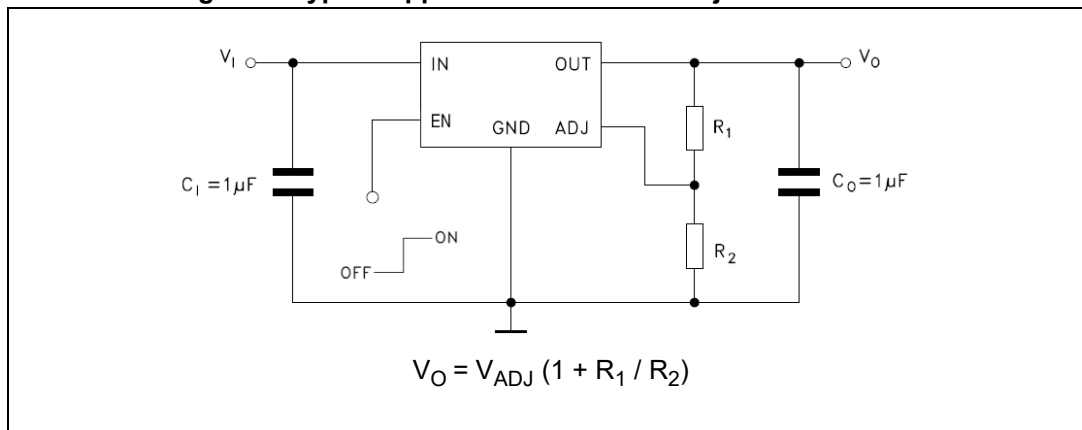 V_I
IN
OUT
V_O
EN
GND
ADJ
R_1
C_I = 1µF
C_O=1µF
ON
OFF
R_2
V_O = V_ADJ (1 + R_1 / R_2)